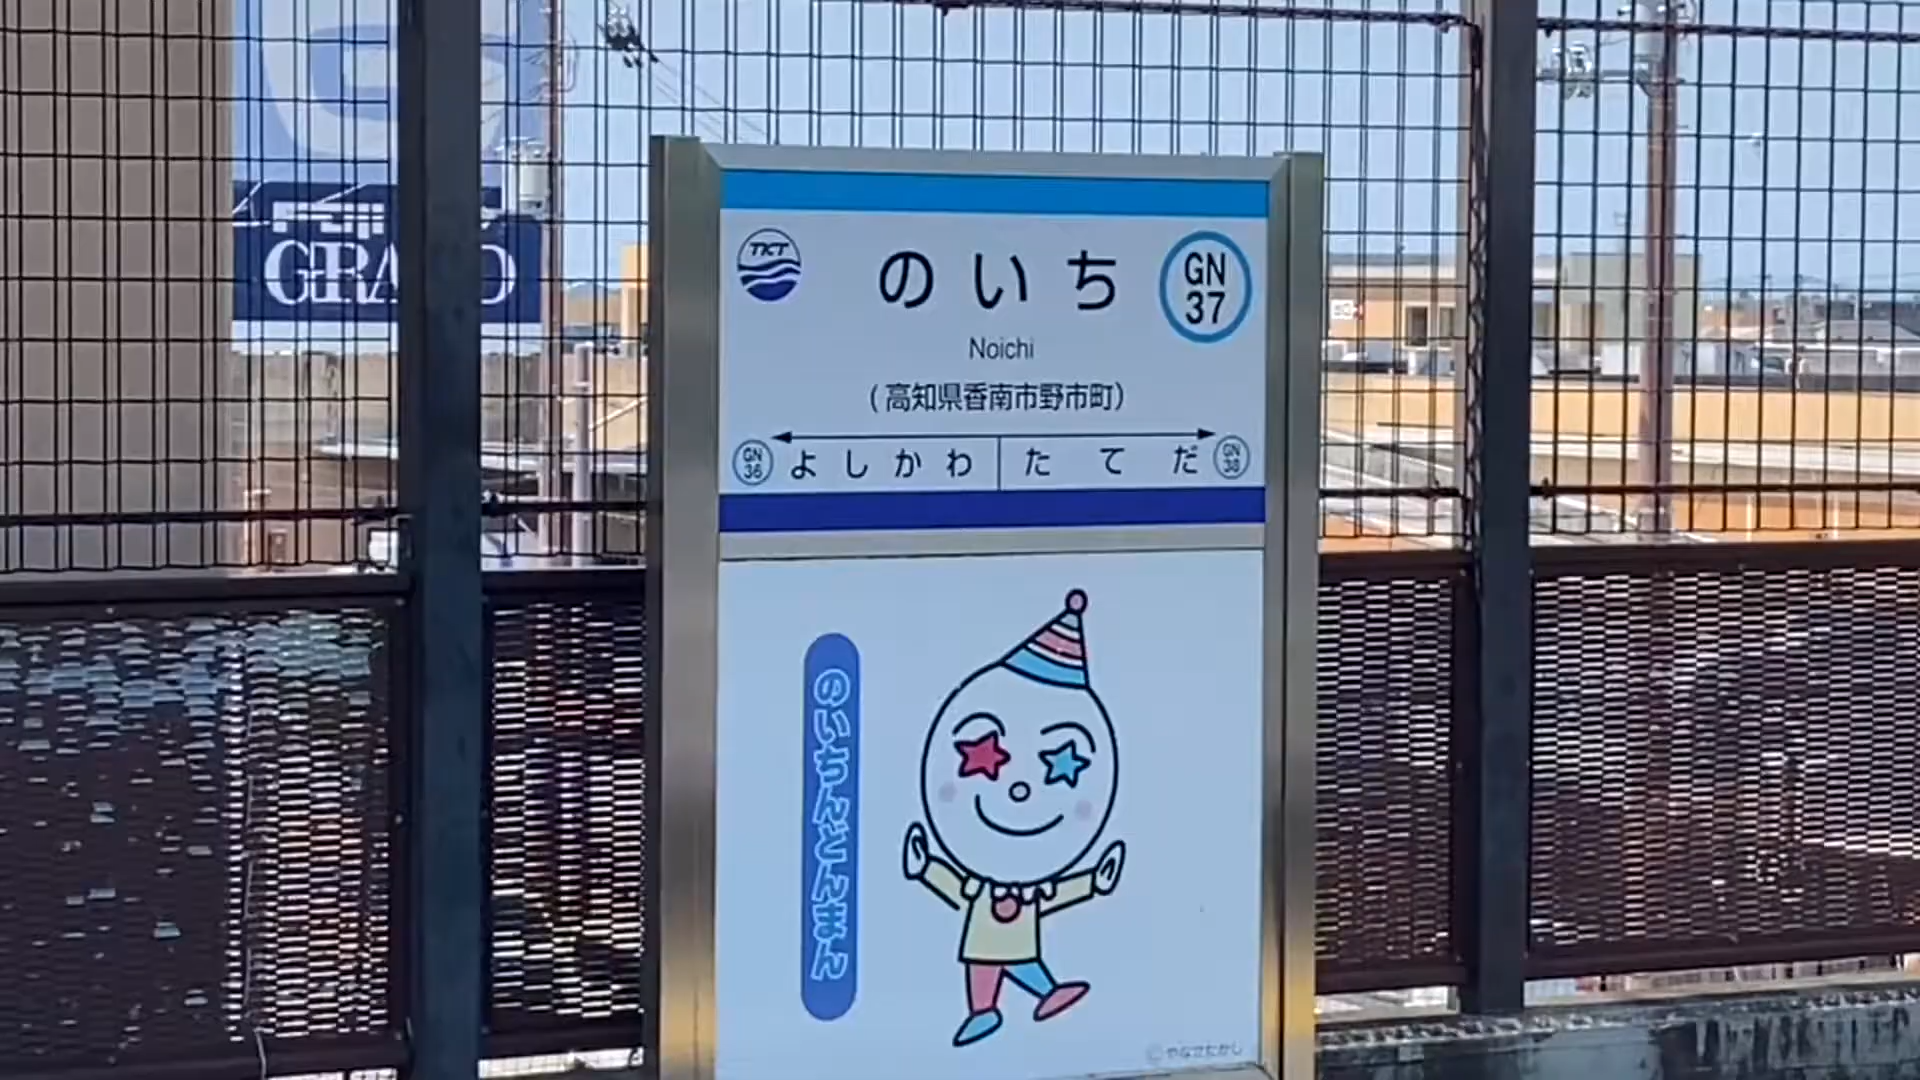 GRAND
TKT
のいち
GN
37
Noichi
(高知県香南市野市町)
GN
36
よしかわ
たてだ
GN
38
のいちんどんまん
©やなせたかし